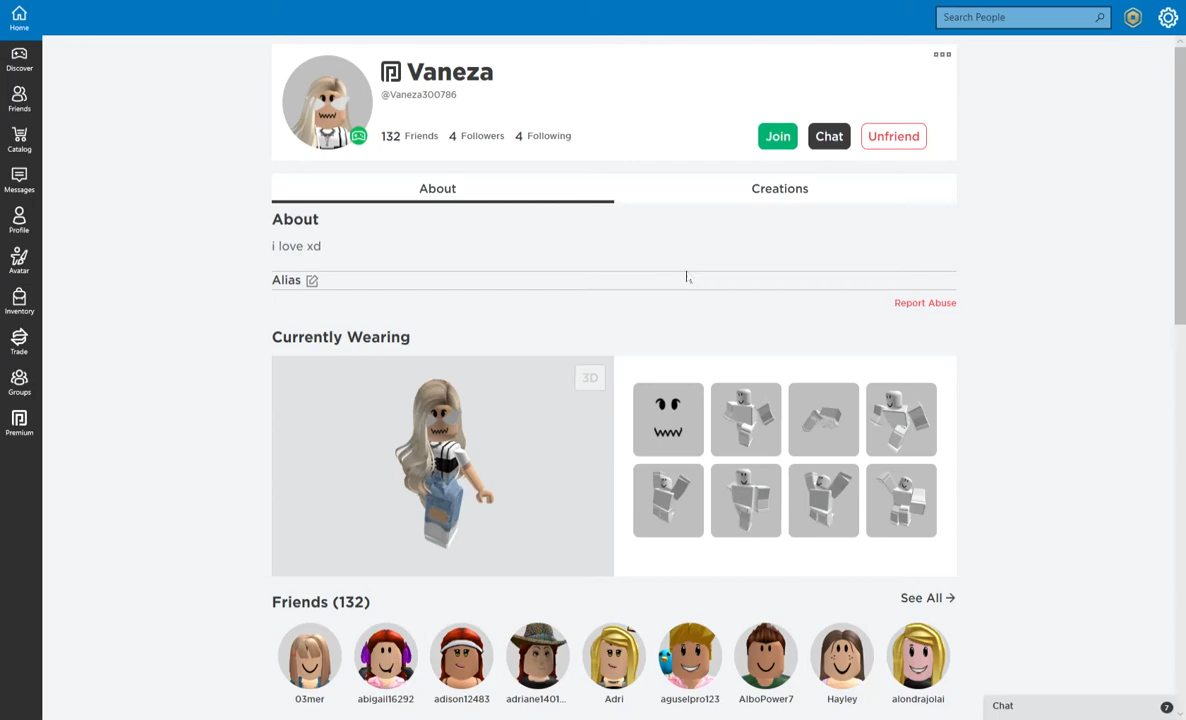 Home
Search People
Discover
Friends
Catalog
Messages
Profile
Avatar
Inventory
Trade
Groups
Premium
Vaneza
@Vaneza300786
132 Friends 4 Followers 4 Following
Join Chat Unfriend
About Creations
About
i love xd
Alias
Report Abuse
Currently Wearing
3D
Friends (132) See All
03mer abigail16292 adison12483 adriane1401... Adri aguselpro123 AlboPower7 Hayley alondrajolai
Chat 7